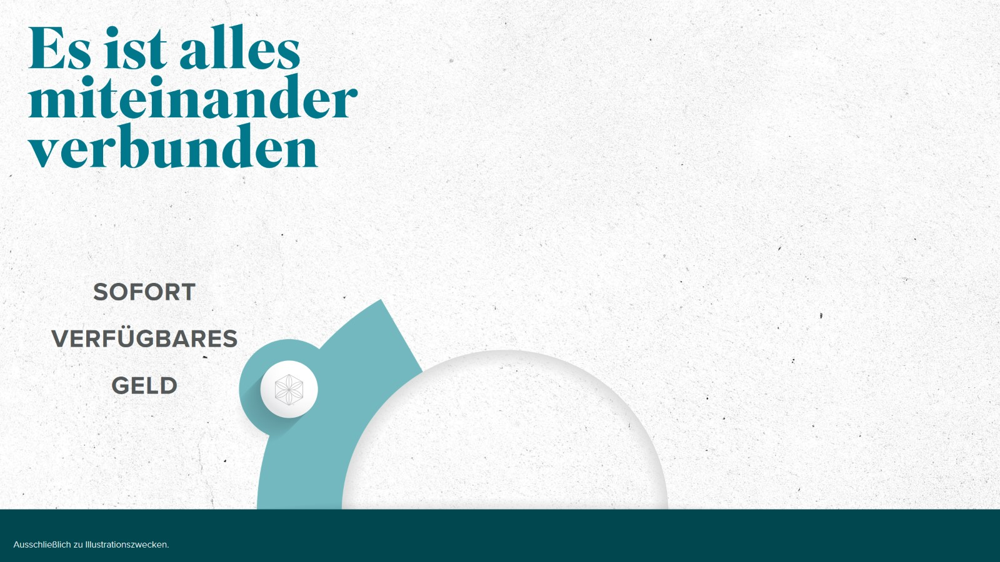 Es ist alles
miteinander
verbunden
SOFORT
VERFÜGBARES
GELD
Ausschließlich zu Illustrationszwecken.